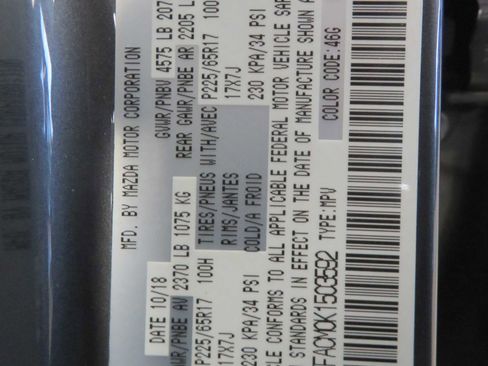 MFD. BY MAZDA MOTOR CORPORATION
DATE 10/18 GVWR/PNBV 4575 LB 207
AWR/PNBE AV 2370 LB 1075 KG REAR GAWR/PNBE AR 2205 L
P225/65R17 100H TIRES/PNEUS WITH/AVEC P225/65R17 100H
17X7J RIMS/JANTES 17X7J
230 KPA/34 PSI COLD/A FROID 230 KPA/34 PSI
CLE CONFORMS TO ALL APPLICABLE FEDERAL MOTOR VEHICLE SAF
STANDARDS IN EFFECT ON THE DATE OF MANUFACTURE SHOWN A
TYPE:MPV COLOR CODE:46G